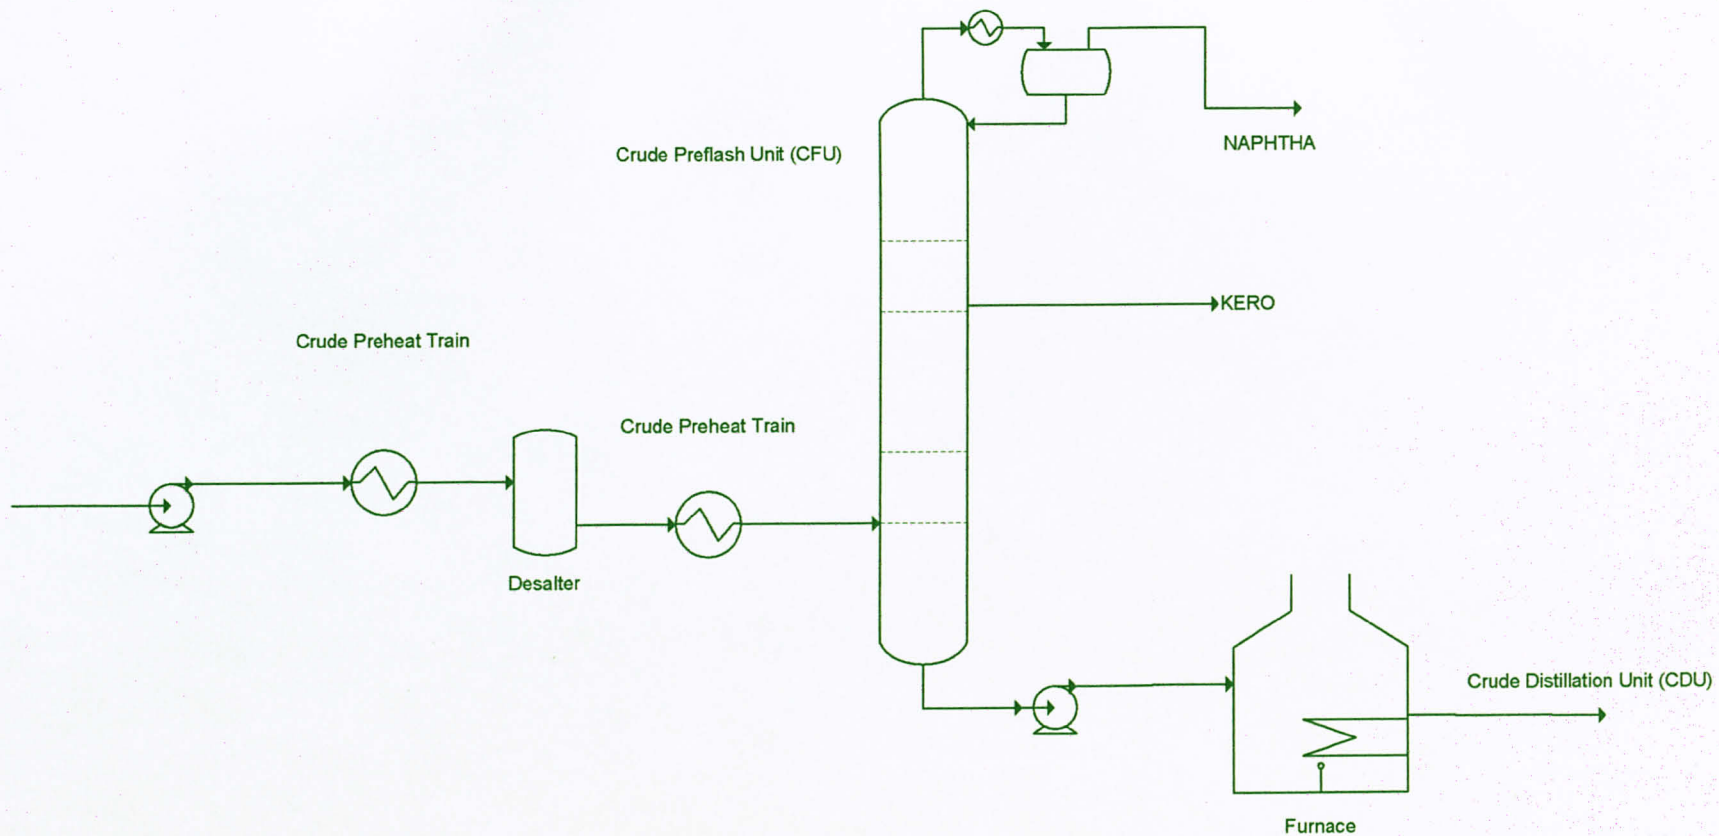 NAPHTHA
Crude Preflash Unit (CFU)
KERO
Crude Preheat Train
Crude Preheat Train
Desalter
Crude Distillation Unit (CDU)
Furnace